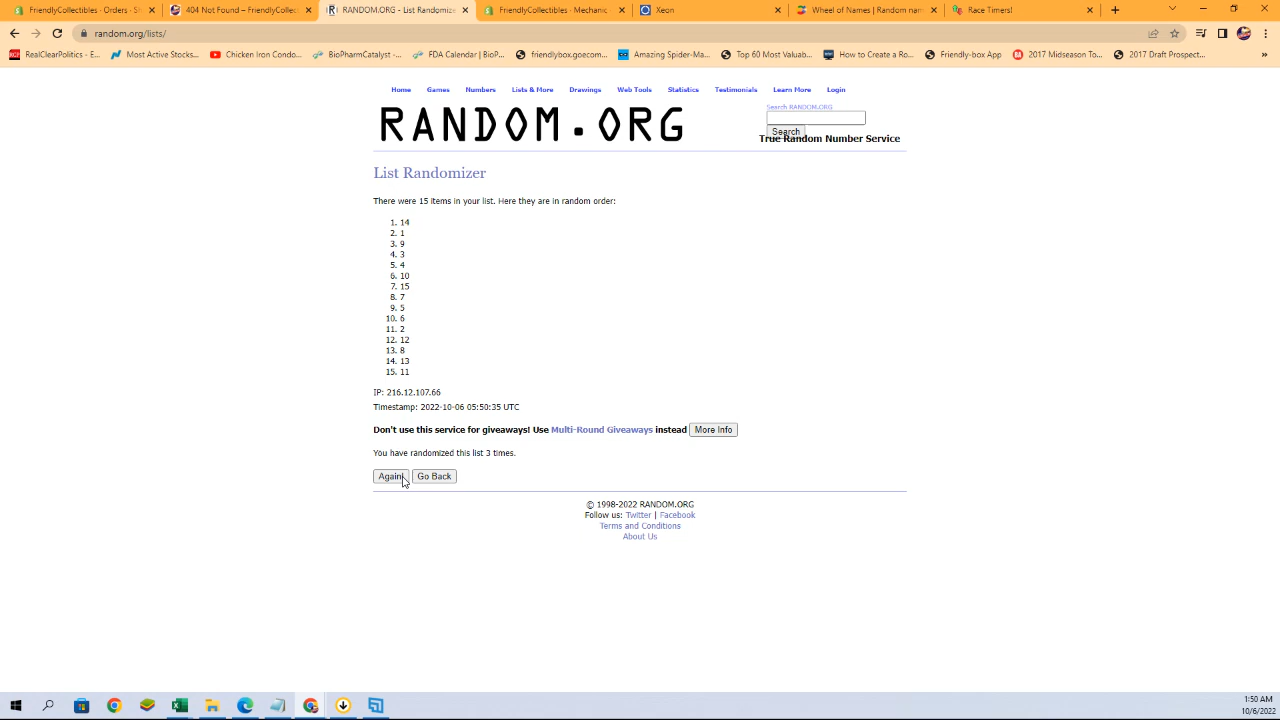 FriendlyCollectibles - Orders - Sh
404 Not Found – FriendlyCollect
RANDOM.ORG - List Randomizer
FriendlyCollectibles - Mechanic
Xeon
Wheel of Names | Random nam
Race Timers!
random.org/lists/
RealClearPolitics - E...
Most Active Stocks...
Chicken Iron Condo...
BioPharmCatalyst -...
FDA Calendar | BioP...
friendlybox.goecom...
Amazing Spider-Ma...
Top 60 Most Valuab...
How to Create a Ro...
Friendly-box App
2017 Midseason To...
2017 Draft Prospect...
Home Games Numbers Lists & More Drawings Web Tools Statistics Testimonials Learn More Login
RANDOM.ORG
Search RANDOM.ORG
Search
True Random Number Service
List Randomizer
There were 15 items in your list. Here they are in random order:
1. 14
2. 1
3. 9
4. 3
5. 4
6. 10
7. 15
8. 7
9. 5
10. 6
11. 2
12. 12
13. 8
14. 13
15. 11
IP: 216.12.107.66
Timestamp: 2022-10-06 05:50:35 UTC
Don't use this service for giveaways! Use Multi-Round Giveaways instead More Info
You have randomized this list 3 times.
Again! Go Back
© 1998-2022 RANDOM.ORG
Follow us: Twitter | Facebook
Terms and Conditions
About Us
1:50 AM
10/6/2022